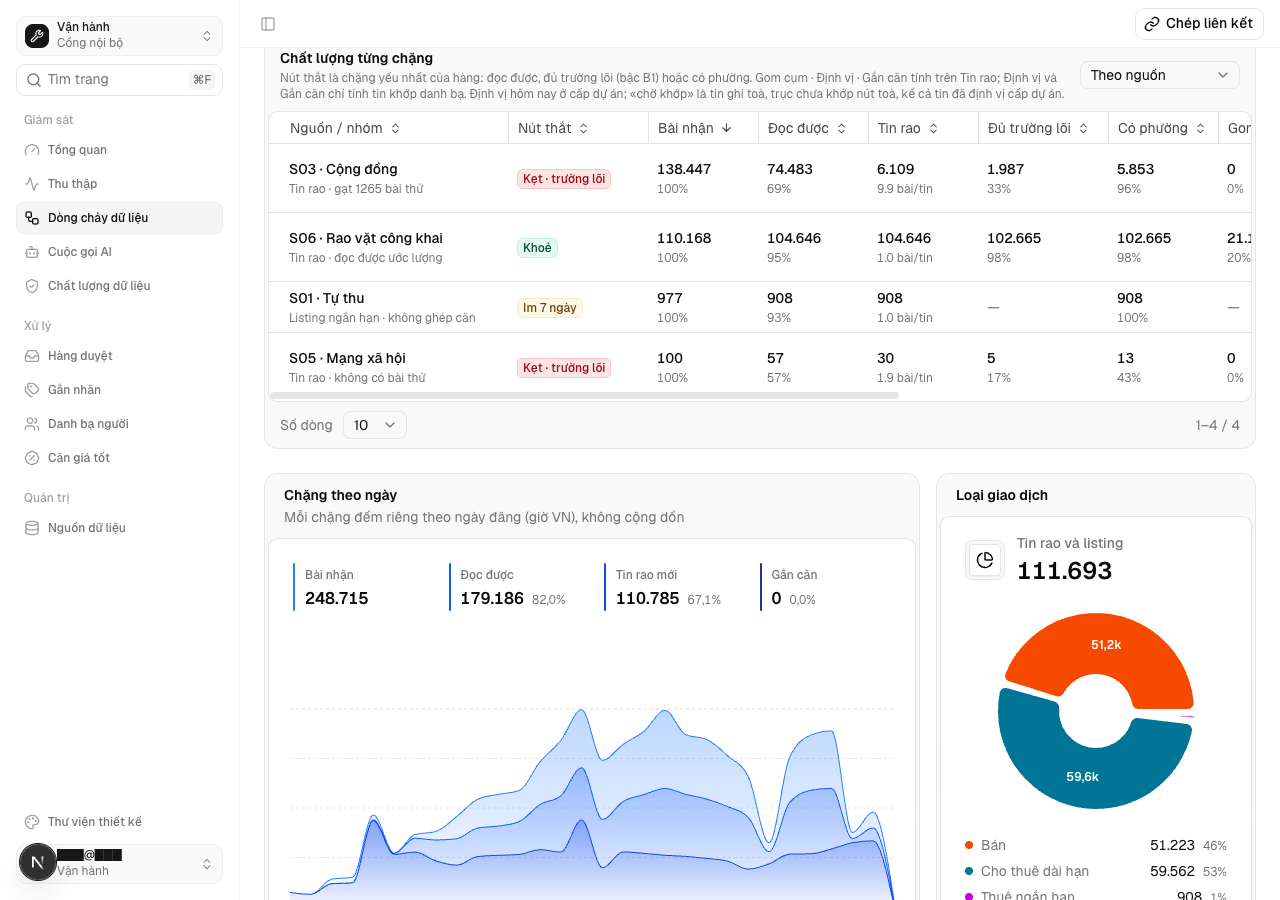 Vận hành
Cổng nội bộ
Tìm trang
⌘F
Giám sát
Tổng quan
Thu thập
Dòng chảy dữ liệu
Cuộc gọi AI
Chất lượng dữ liệu
Xử lý
Hàng duyệt
Gắn nhãn
Danh bạ người
Căn giá tốt
Quản trị
Nguồn dữ liệu
Thư viện thiết kế
N
@
Vận hành
Chép liên kết
Chất lượng từng chặng
Nút thắt là chặng yếu nhất của hàng: đọc được, đủ trường lõi (bậc B1) hoặc có phường. Gom cụm · Định vị · Gắn căn tính trên Tin rao; Định vị và
Gắn căn chỉ tính tin khớp danh bạ. Định vị hôm nay ở cấp dự án; «chờ khớp» là tin ghi toà, trục chưa khớp nút toà, kể cả tin đã định vị cấp dự án.
Theo nguồn
Nguồn / nhóm Nút thắt Bài nhận Đọc được Tin rao Đủ trường lõi Có phường
S03 · Cộng đồng Kẹt · trường lõi 138.447 74.483 6.109 1.987 5.853 0
Tin rao · gạt 1265 bài thử 100% 69% 9.9 bài/tin 33% 96% 0%
S06 · Rao vặt công khai Khoẻ 110.168 104.646 104.646 102.665 102.665
Tin rao · đọc được ước lượng 100% 95% 1.0 bài/tin 98% 98% 20%
S01 · Tự thu Im 7 ngày 977 908 908 — 908 —
Listing ngắn hạn · không ghép căn 100% 93% 1.0 bài/tin 100%
S05 · Mạng xã hội Kẹt · trường lõi 100 57 30 5 13 0
Tin rao · không có bài thử 100% 57% 1.9 bài/tin 17% 43% 0%
Số dòng 10 1–4 / 4
Chặng theo ngày
Mỗi chặng đếm riêng theo ngày đăng (giờ VN), không cộng dồn
Bài nhận Đọc được Tin rao mới Gắn căn
248.715 179.186 82,0% 110.785 67,1% 0 0,0%
Loại giao dịch
Tin rao và listing
111.693
51,2k
59,6k
Bán 51.223 46%
Cho thuê dài hạn 59.562 53%
Thuê ngắn hạn 908 1%